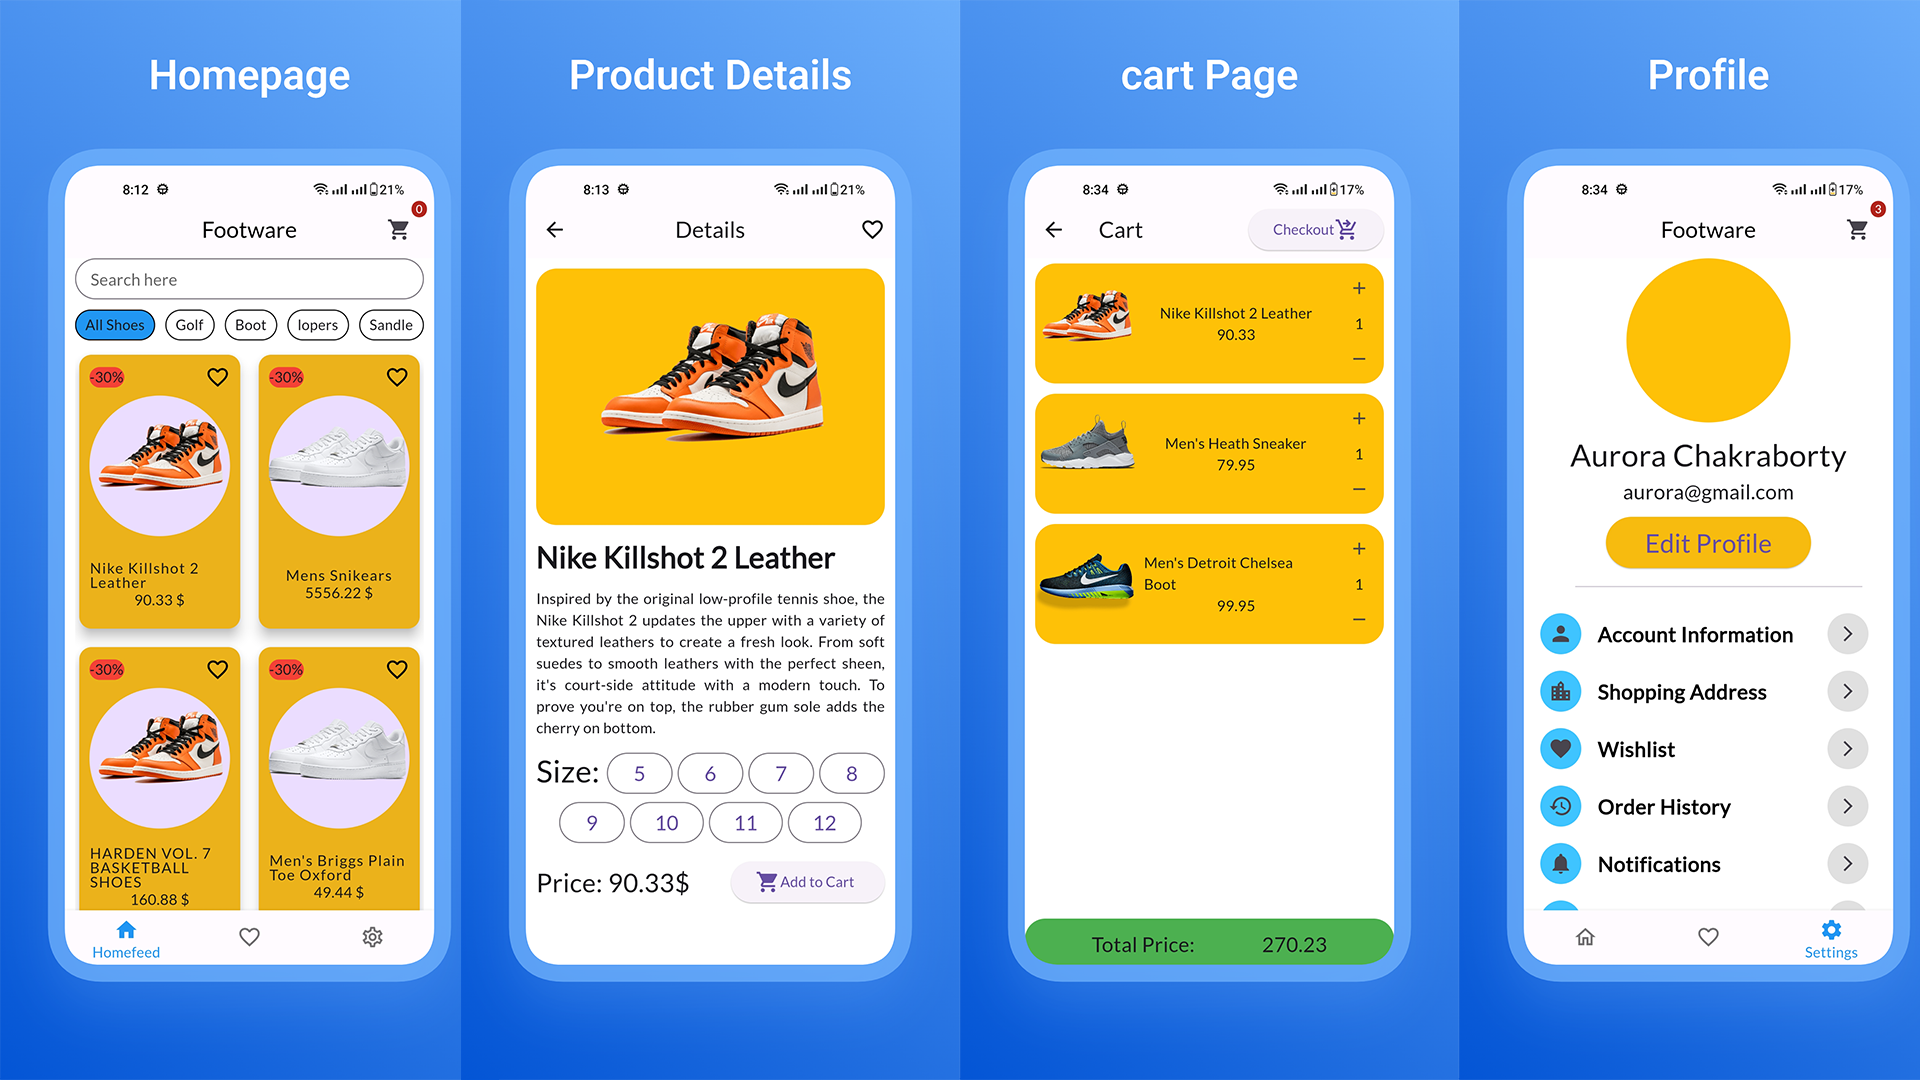 Homepage
8:12
21%
0
Footware
Search here
All Shoes
Golf
Boot
lopers
Sandle
-30%
-30%
Nike Killshot 2
Leather
90.33 $
Mens Snikears
5556.22 $
-30%
-30%
HARDEN VOL. 7
BASKETBALL
SHOES
160.88 $
Men's Briggs Plain
Toe Oxford
49.44 $
Homefeed
Product Details
8:13
21%
Details
Nike Killshot 2 Leather
Inspired by the original low-profile tennis shoe, the
Nike Killshot 2 updates the upper with a variety of
textured leathers to create a fresh look. From soft
suedes to smooth leathers with the perfect sheen,
it's court-side attitude with a modern touch. To
prove you're on top, the rubber gum sole adds the
cherry on bottom.
Size: 5 6 7 8
9 10 11 12
Price: 90.33$
Add to Cart
cart Page
8:34
17%
Cart
Checkout
Nike Killshot 2 Leather
90.33
+
1
−
Men's Heath Sneaker
79.95
+
1
−
Men's Detroit Chelsea
Boot
99.95
+
1
−
Total Price: 270.23
Profile
8:34
17%
3
Footware
Aurora Chakraborty
aurora@gmail.com
Edit Profile
Account Information
Shopping Address
Wishlist
Order History
Notifications
Settings